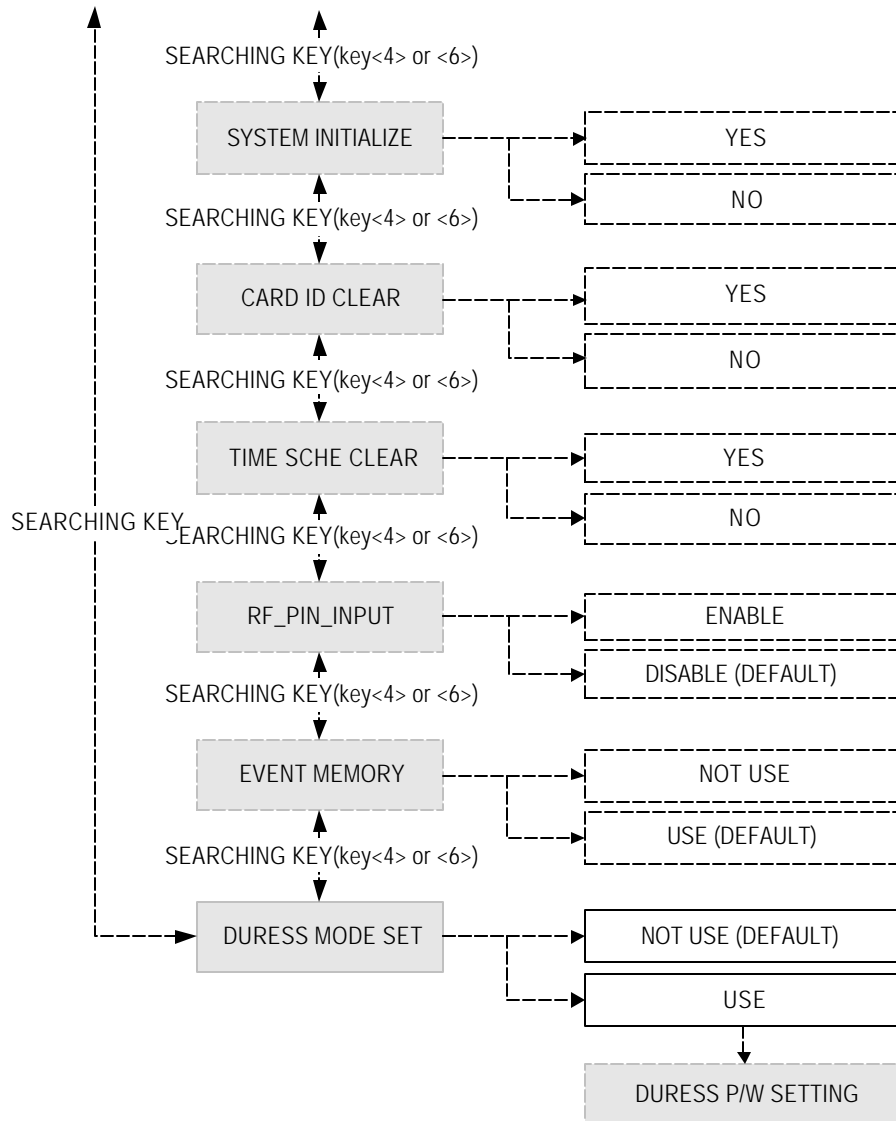 SEARCHING KEY(key<4> or <6>)
SYSTEM INITIALIZE
YES
NO
SEARCHING KEY(key<4> or <6>)
CARD ID CLEAR
YES
NO
SEARCHING KEY(key<4> or <6>)
TIME SCHE CLEAR
YES
NO
SEARCHING KEY
SEARCHING KEY(key<4> or <6>)
RF_PIN_INPUT
ENABLE
DISABLE (DEFAULT)
SEARCHING KEY(key<4> or <6>)
EVENT MEMORY
NOT USE
USE (DEFAULT)
SEARCHING KEY(key<4> or <6>)
DURESS MODE SET
NOT USE (DEFAULT)
USE
DURESS P/W SETTING